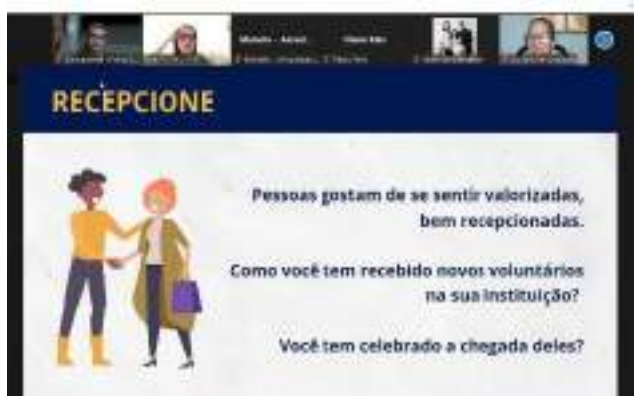 RECEPCIONE
Pessoas gostam de se sentir valorizadas,
bem recepcionadas.
Como você tem recebido novos voluntários
na sua instituição?
Você tem celebrado a chegada deles?